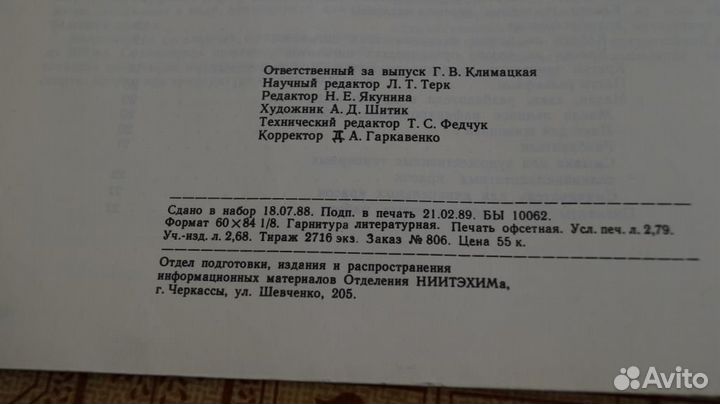 Ответственный за выпуск Г. В. Климацкая
Научный редактор Л. Т. Терк
Редактор Н. Е. Якунина
Художник А. Д. Шитик
Технический редактор Т. С. Федчук
Корректор Д. А. Гаркавенко
Сдано в набор 18.07.88. Подп. в печать 21.02.89. БЫ 10062.
Формат 60×84 1/8. Гарнитура литературная. Печать офсетная. Усл. печ. л. 2,79.
Уч.-изд. л. 2,68. Тираж 2716 экз. Заказ № 806. Цена 55 к.
Отдел подготовки, издания и распространения
информационных материалов Отделения НИИТЭХИМа,
г. Черкассы, ул. Шевченко, 205.
Avito